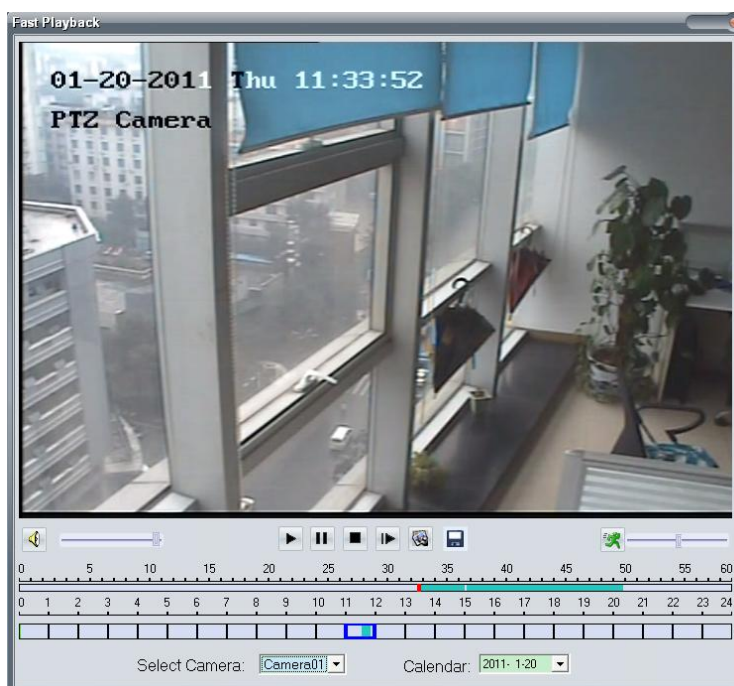 Fast Playback
01-20-2011 Thu 11:33:52
PTZ Camera
0 5 10 15 20 25 30 35 40 45 50 55 60
0 1 2 3 4 5 6 7 8 9 10 11 12 13 14 15 16 17 18 19 20 21 22 23 24
Select Camera: Camera01 Calendar: 2011- 1-20